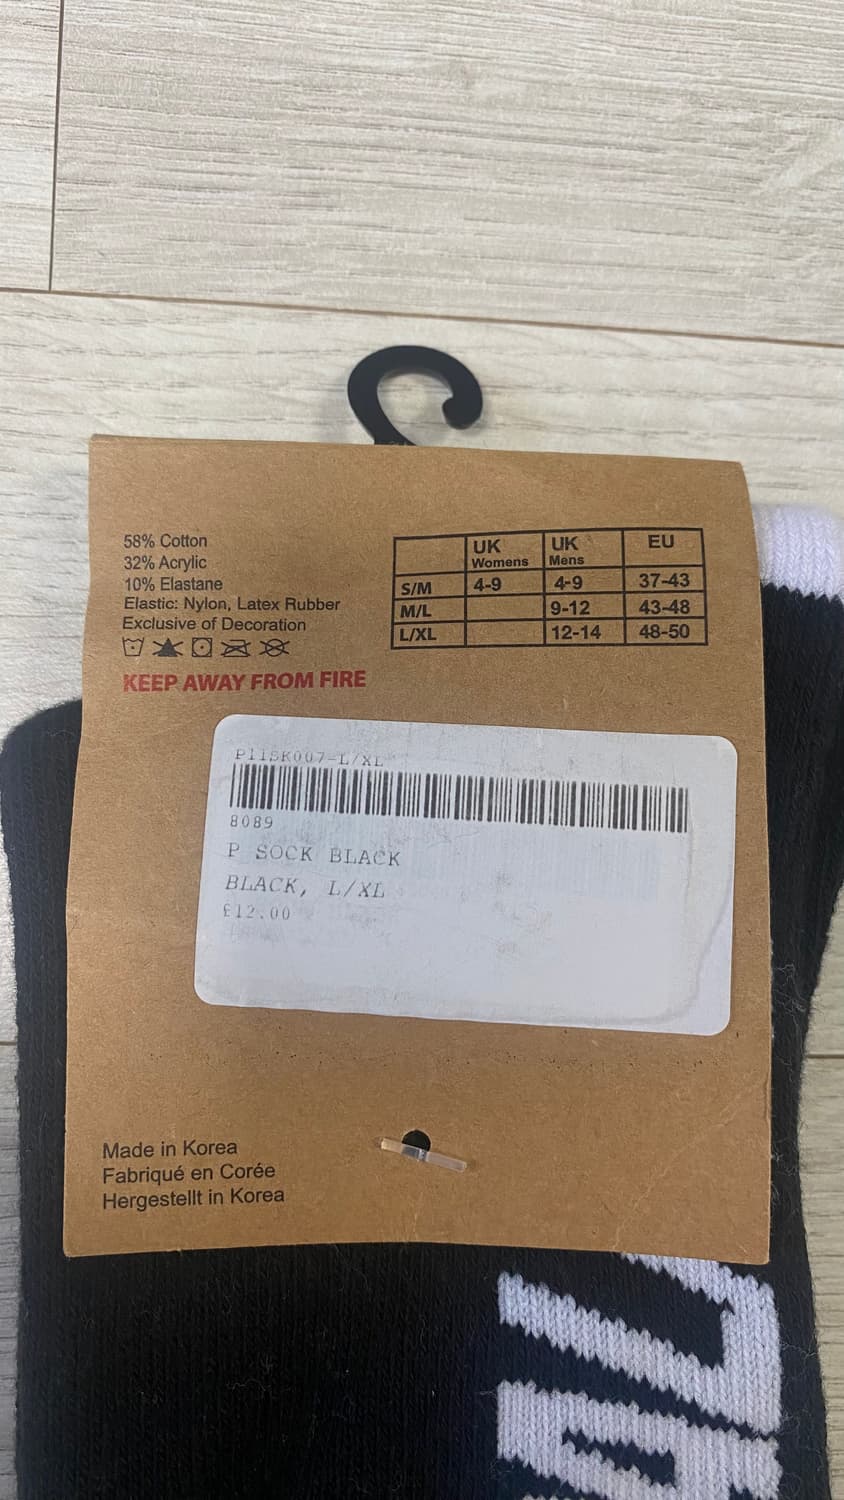 58% Cotton
32% Acrylic
10% Elastane
Elastic: Nylon, Latex Rubber
Exclusive of Decoration
KEEP AWAY FROM FIRE
UK Womens UK Mens EU
S/M 4-9 4-9 37-43
M/L 9-12 43-48
L/XL 12-14 48-50
P11SK007-L/XL
8089
P SOCK BLACK
BLACK, L/XL
£12.00
Made in Korea
Fabriqué en Corée
Hergestellt in Korea